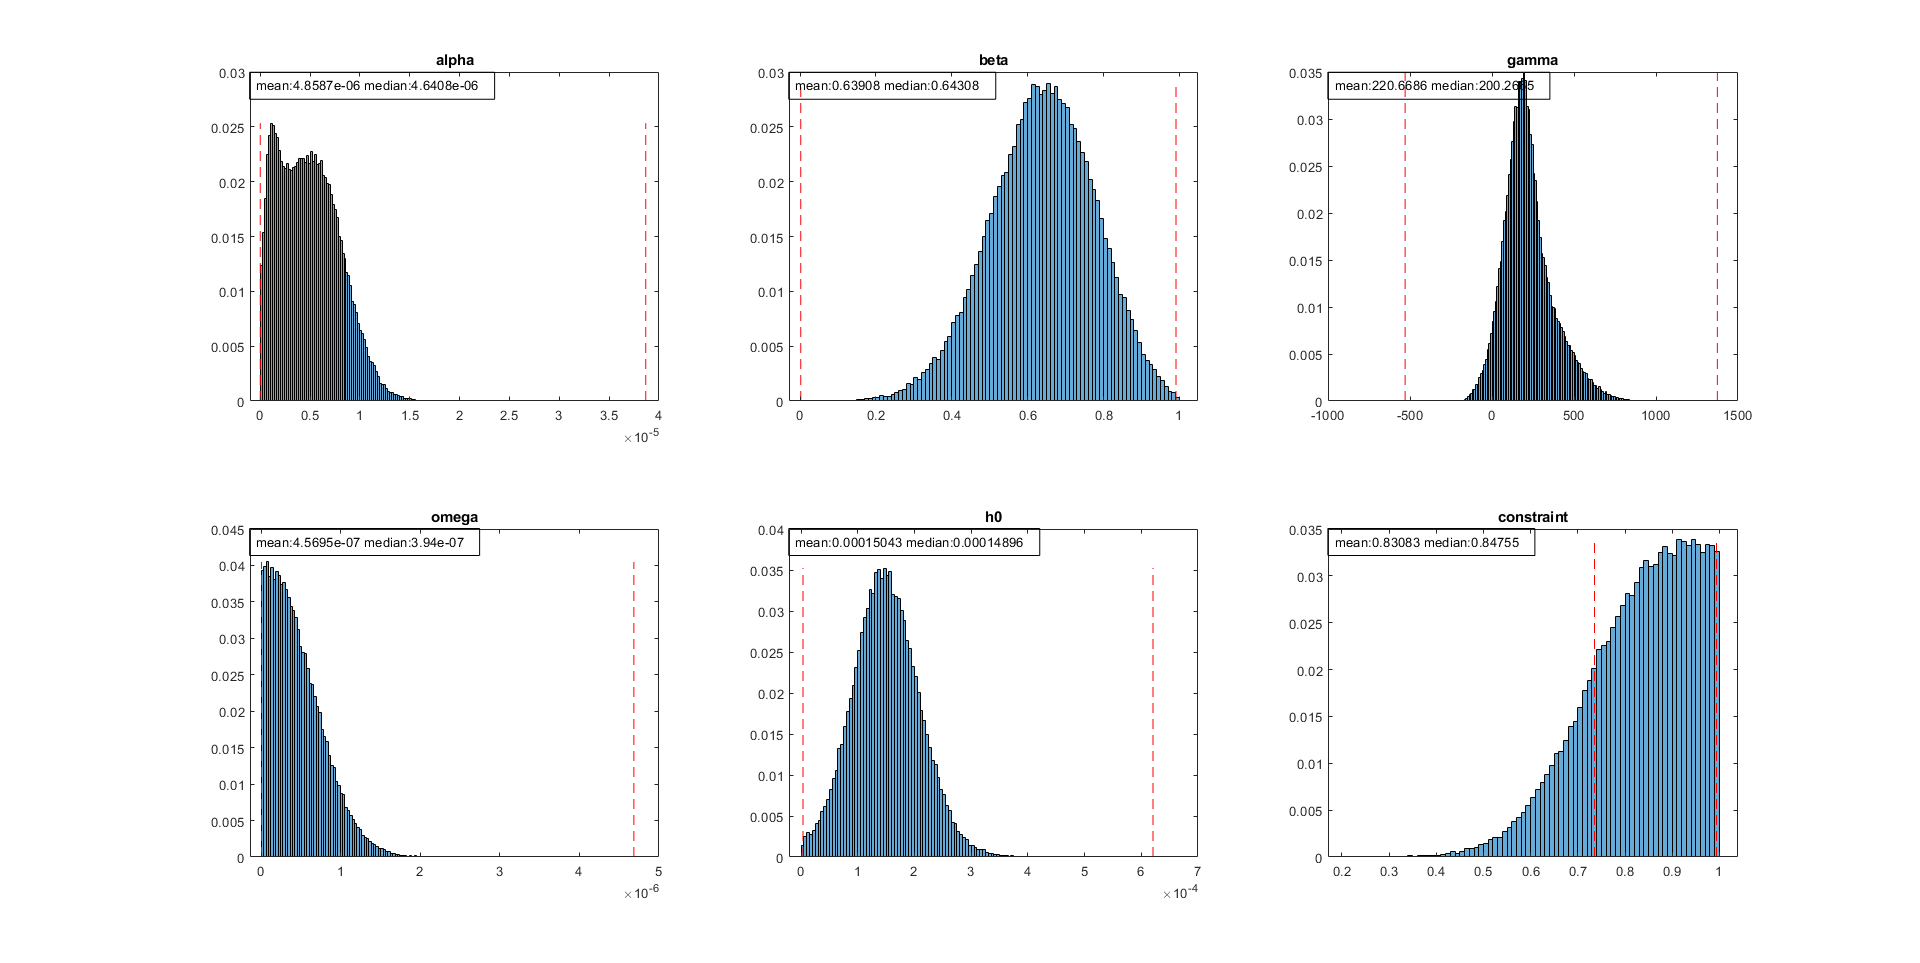 alpha
mean:4.8587e-06 median:4.6408e-06
0.03
0.025
0.02
0.015
0.01
0.005
0
0 0.5 1 1.5 2 2.5 3 3.5 4
×10-5
beta
mean:0.63908 median:0.64308
0.03
0.025
0.02
0.015
0.01
0.005
0
0 0.2 0.4 0.6 0.8 1
gamma
mean:220.6686 median:200.2665
0.035
0.03
0.025
0.02
0.015
0.01
0.005
0
-1000 -500 0 500 1000 1500
omega
mean:4.5695e-07 median:3.94e-07
0.045
0.04
0.035
0.03
0.025
0.02
0.015
0.01
0.005
0
0 1 2 3 4 5
×10-6
h0
mean:0.00015043 median:0.00014896
0.04
0.035
0.03
0.025
0.02
0.015
0.01
0.005
0
0 1 2 3 4 5 6 7
×10-4
constraint
mean:0.83083 median:0.84755
0.035
0.03
0.025
0.02
0.015
0.01
0.005
0
0.2 0.3 0.4 0.5 0.6 0.7 0.8 0.9 1